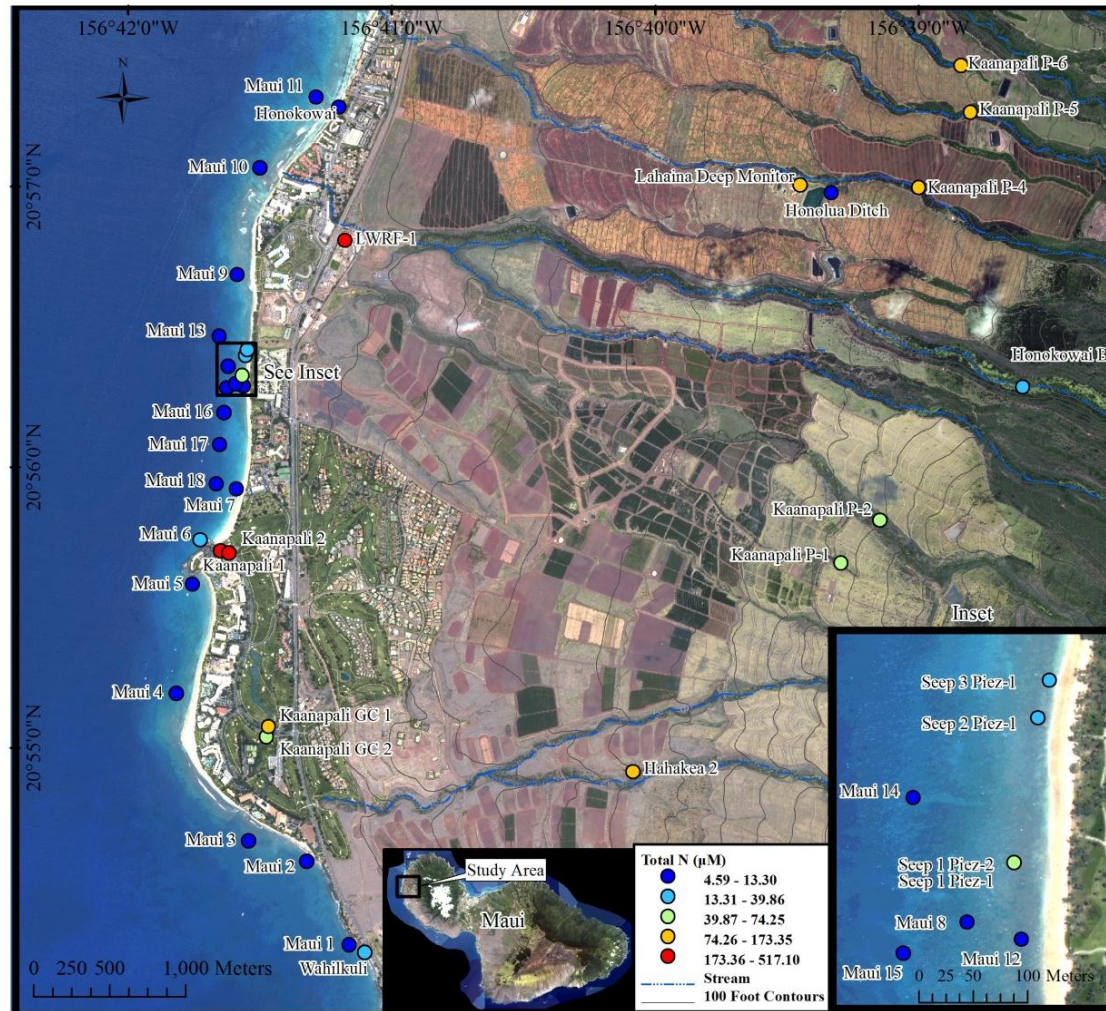 156°42'0"W
156°41'0"W
156°40'0"W
156°39'0"W
N
Kaanapali P-6
Maui 11
Honokowai
Kaanapali P-5
Maui 10
20°57'0"N
Lahaina Deep Monitor
Kaanapali P-4
Honolua Ditch
LWRF-1
Maui 9
Maui 13
See Inset
Honokowai B
Maui 16
Maui 17
20°56'0"N
Maui 18
Maui 7
Kaanapali P-2
Maui 6
Kaanapali 2
Kaanapali 1
Kaanapali P-1
Maui 5
Inset
Maui 4
Seep 3 Piez-1
Seep 2 Piez-1
Kaanapali GC 1
Kaanapali GC 2
20°55'0"N
Hahakea 2
Maui 14
Maui 3
Maui 2
Seep 1 Piez-2
Seep 1 Piez-1
Maui 8
Maui 12
Maui 15
0 50 100 Meters
Study Area
Maui
Total N (µM)
4.59 - 13.30
13.31 - 39.86
39.87 - 74.25
74.26 - 173.35
173.36 - 517.10
Stream
100 Foot Contours
Maui 1
Wahilkuli
0 250 500 1,000 Meters